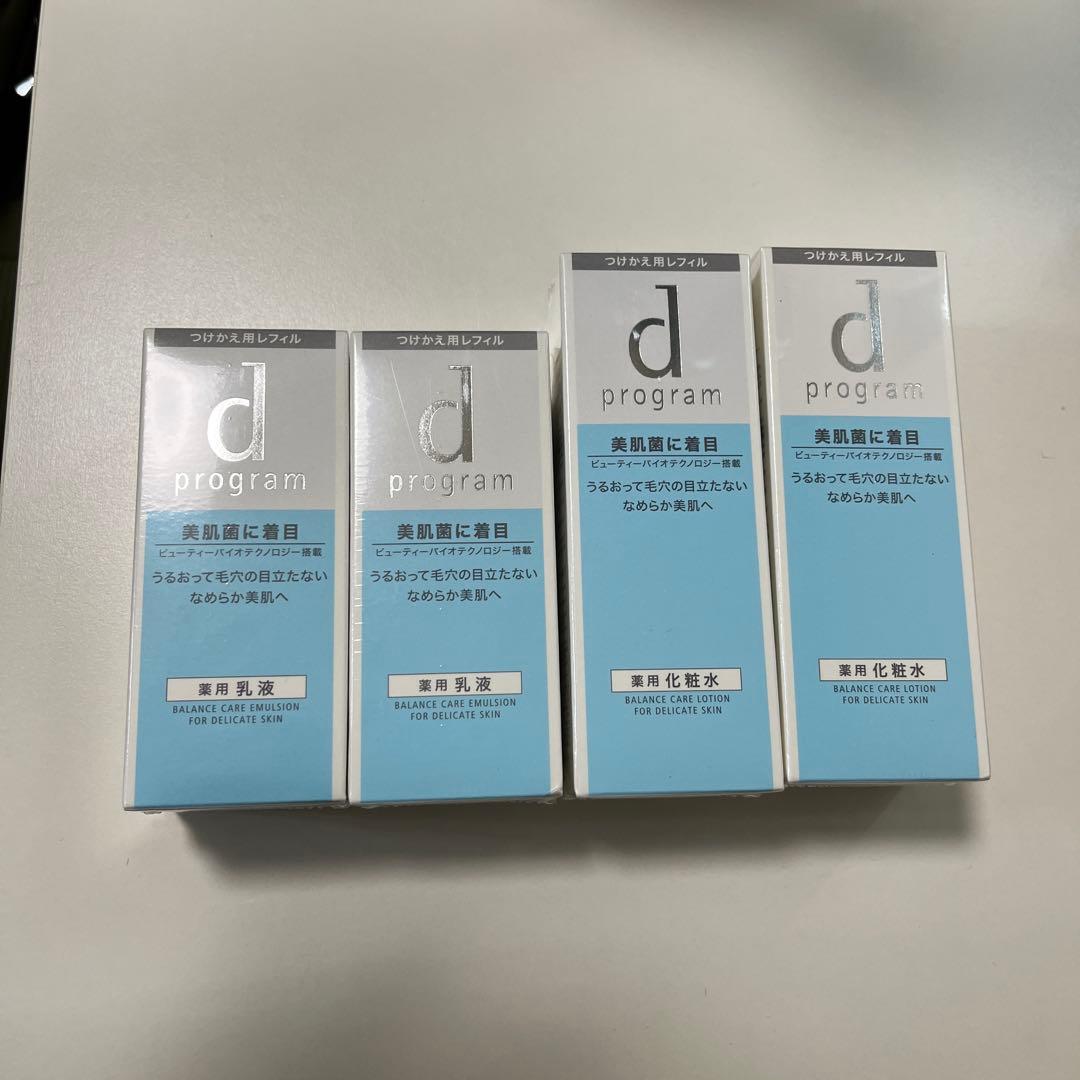 つけかえ用レフィル
d
program
美肌菌に着目
ビューティーバイオテクノロジー搭載
うるおって毛穴の目立たない
なめらか美肌へ
薬用 乳液
BALANCE CARE EMULSION
FOR DELICATE SKIN
つけかえ用レフィル
d
program
美肌菌に着目
ビューティーバイオテクノロジー搭載
うるおって毛穴の目立たない
なめらか美肌へ
薬用 乳液
BALANCE CARE EMULSION
FOR DELICATE SKIN
つけかえ用レフィル
d
program
美肌菌に着目
ビューティーバイオテクノロジー搭載
うるおって毛穴の目立たない
なめらか美肌へ
薬用 化粧水
BALANCE CARE LOTION
FOR DELICATE SKIN
つけかえ用レフィル
d
program
美肌菌に着目
ビューティーバイオテクノロジー搭載
うるおって毛穴の目立たない
なめらか美肌へ
薬用 化粧水
BALANCE CARE LOTION
FOR DELICATE SKIN